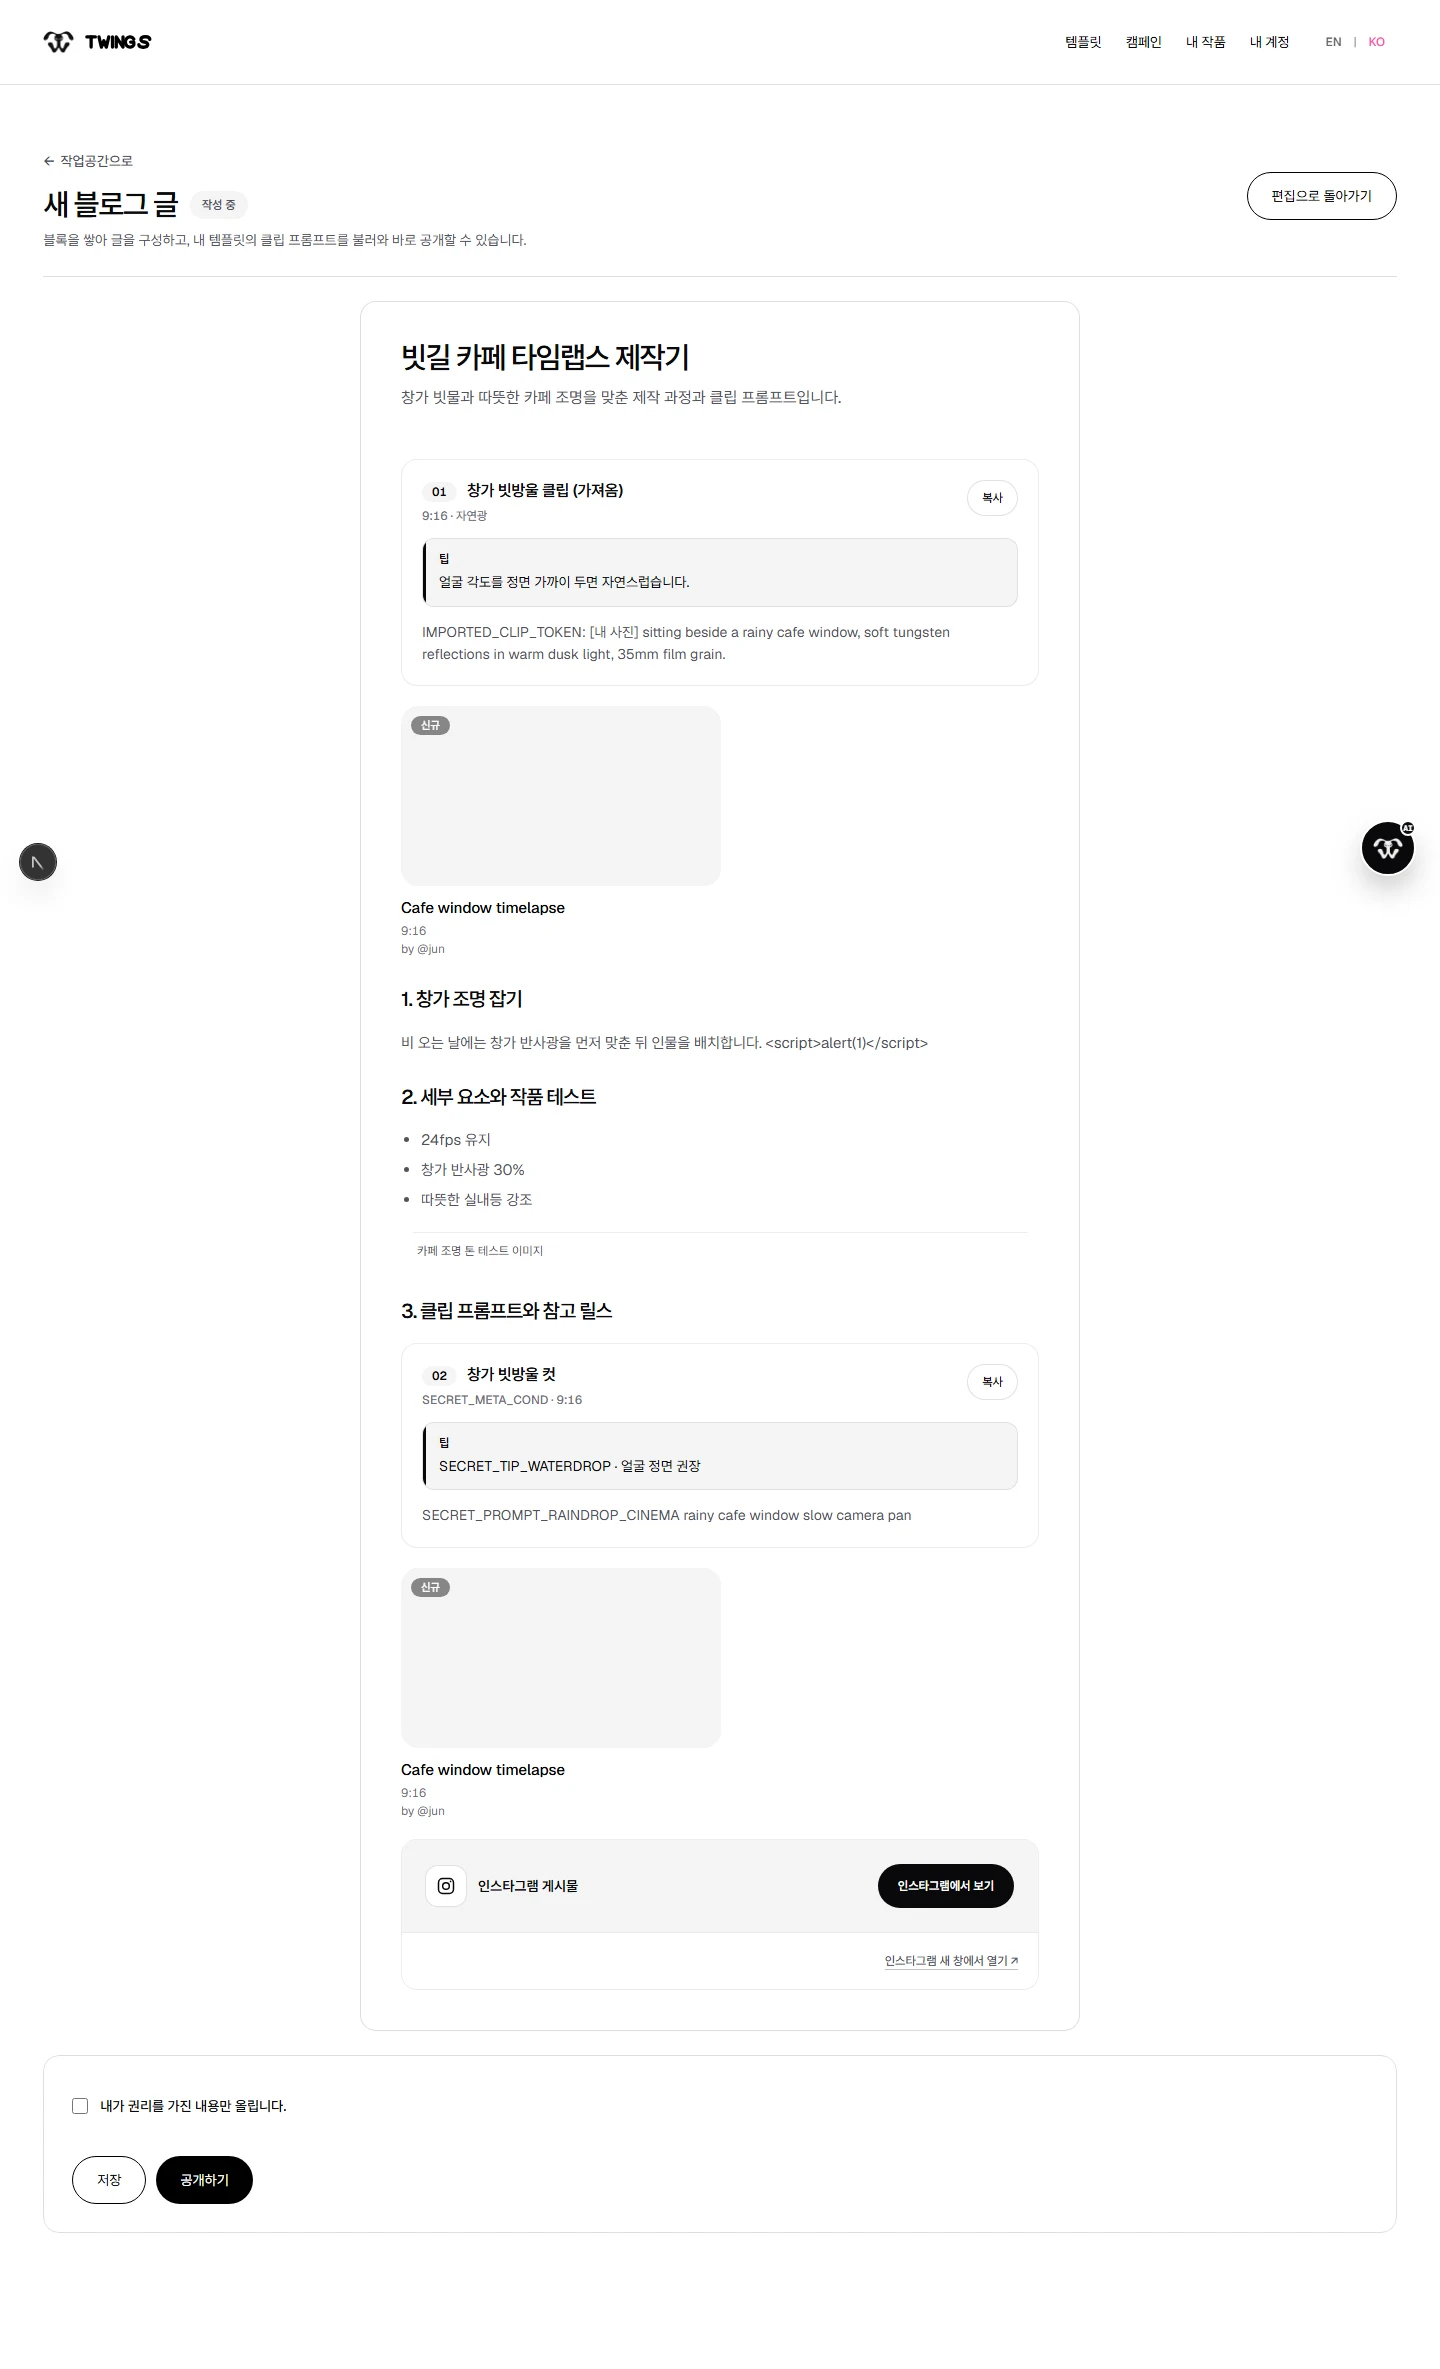 TWINGS
템플릿 캠페인 내 작품 내 계정 EN | KO
← 작업공간으로
새 블로그 글 작성 중
편집으로 돌아가기
블록을 쌓아 글을 구성하고, 내 템플릿의 클립 프롬프트를 불러와 바로 공개할 수 있습니다.
빗길 카페 타임랩스 제작기
창가 빗물과 따뜻한 카페 조명을 맞춘 제작 과정과 클립 프롬프트입니다.
01 창가 빗방울 클립 (가져옴)
복사
9:16 · 자연광
팁
얼굴 각도를 정면 가까이 두면 자연스럽습니다.
IMPORTED_CLIP_TOKEN: [내 사진] sitting beside a rainy cafe window, soft tungsten
reflections in warm dusk light, 35mm film grain.
신규
AI
Cafe window timelapse
9:16
by @jun
1. 창가 조명 잡기
비 오는 날에는 창가 반사광을 먼저 맞춘 뒤 인물을 배치합니다. <script>alert(1)</script>
2. 세부 요소와 작품 테스트
• 24fps 유지
• 창가 반사광 30%
• 따뜻한 실내등 강조
카페 조명 톤 테스트 이미지
3. 클립 프롬프트와 참고 릴스
02 창가 빗방울 컷
복사
SECRET_META_COND · 9:16
팁
SECRET_TIP_WATERDROP · 얼굴 정면 권장
SECRET_PROMPT_RAINDROP_CINEMA rainy cafe window slow camera pan
신규
Cafe window timelapse
9:16
by @jun
인스타그램 게시물
인스타그램에서 보기
인스타그램 새 창에서 열기 ↗
내가 권리를 가진 내용만 올립니다.
저장 공개하기